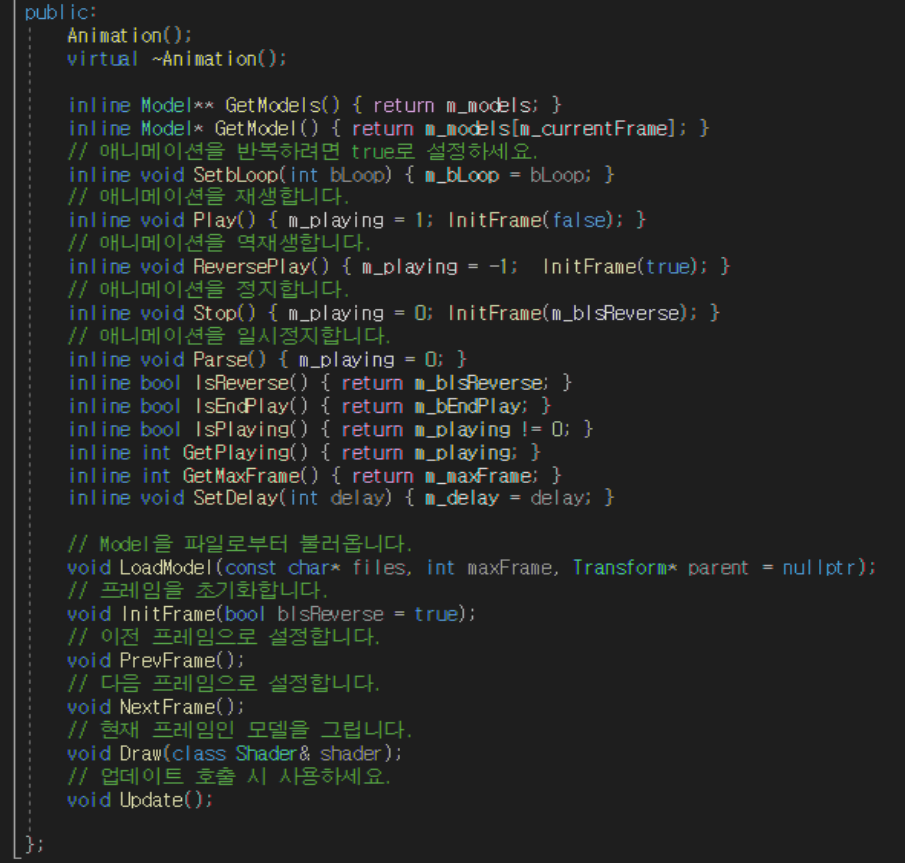 public:
Animation();
virtual ~Animation();
inline Model** GetModels() { return m_models; }
inline Model* GetModel() { return m_models[m_currentFrame]; }
// 애니메이션을 반복하려면 true로 설정하세요.
inline void SetbLoop(int bLoop) { m_bLoop = bLoop; }
// 애니메이션을 재생합니다.
inline void Play() { m_playing = 1; InitFrame(false); }
// 애니메이션을 역재생합니다.
inline void ReversePlay() { m_playing = -1;  InitFrame(true); }
// 애니메이션을 정지합니다.
inline void Stop() { m_playing = 0; InitFrame(m_bIsReverse); }
// 애니메이션을 일시정지합니다.
inline void Parse() { m_playing = 0; }
inline bool IsReverse() { return m_bIsReverse; }
inline bool IsEndPlay() { return m_bEndPlay; }
inline bool IsPlaying() { return m_playing != 0; }
inline int GetPlaying() { return m_playing; }
inline int GetMaxFrame() { return m_maxFrame; }
inline void SetDelay(int delay) { m_delay = delay; }
// Model을 파일로부터 불러옵니다.
void LoadModel(const char* files, int maxFrame, Transform* parent = nullptr);
// 프레임을 초기화합니다.
void InitFrame(bool bIsReverse = true);
// 이전 프레임으로 설정합니다.
void PrevFrame();
// 다음 프레임으로 설정합니다.
void NextFrame();
// 현재 프레임인 모델을 그립니다.
void Draw(class Shader& shader);
// 업데이트 호출 시 사용하세요.
void Update();
};